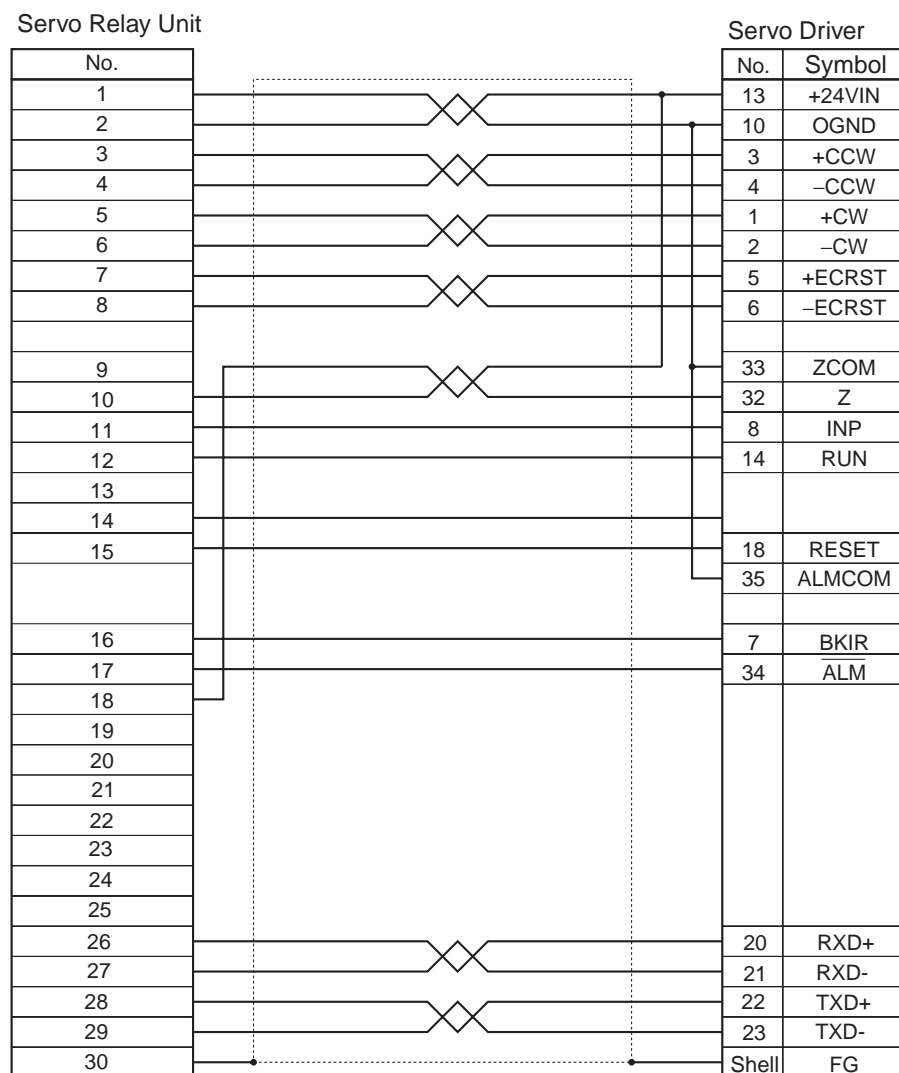 Servo Relay Unit
Servo Driver
No. No. Symbol
1 13 +24VIN
2 10 OGND
3 3 +CCW
4 4 −CCW
5 1 +CW
6 2 −CW
7 5 +ECRST
8 6 −ECRST
9 33 ZCOM
10 32 Z
11 8 INP
12 14 RUN
13
14
15 18 RESET
35 ALMCOM
16 7 BKIR
17 34 ALM
18
19
20
21
22
23
24
25
26 20 RXD+
27 21 RXD-
28 22 TXD+
29 23 TXD-
30 Shell FG